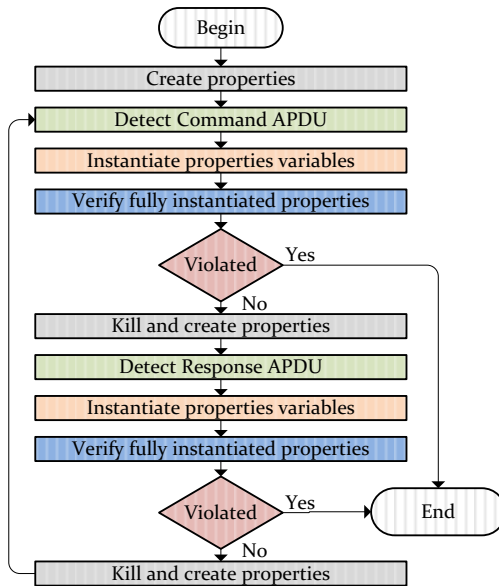 Begin
Create properties
Detect Command APDU
Instantiate properties variables
Verify fully instantiated properties
Violated
Yes
No
Kill and create properties
Detect Response APDU
Instantiate properties variables
Verify fully instantiated properties
Violated
Yes
End
No
Kill and create properties